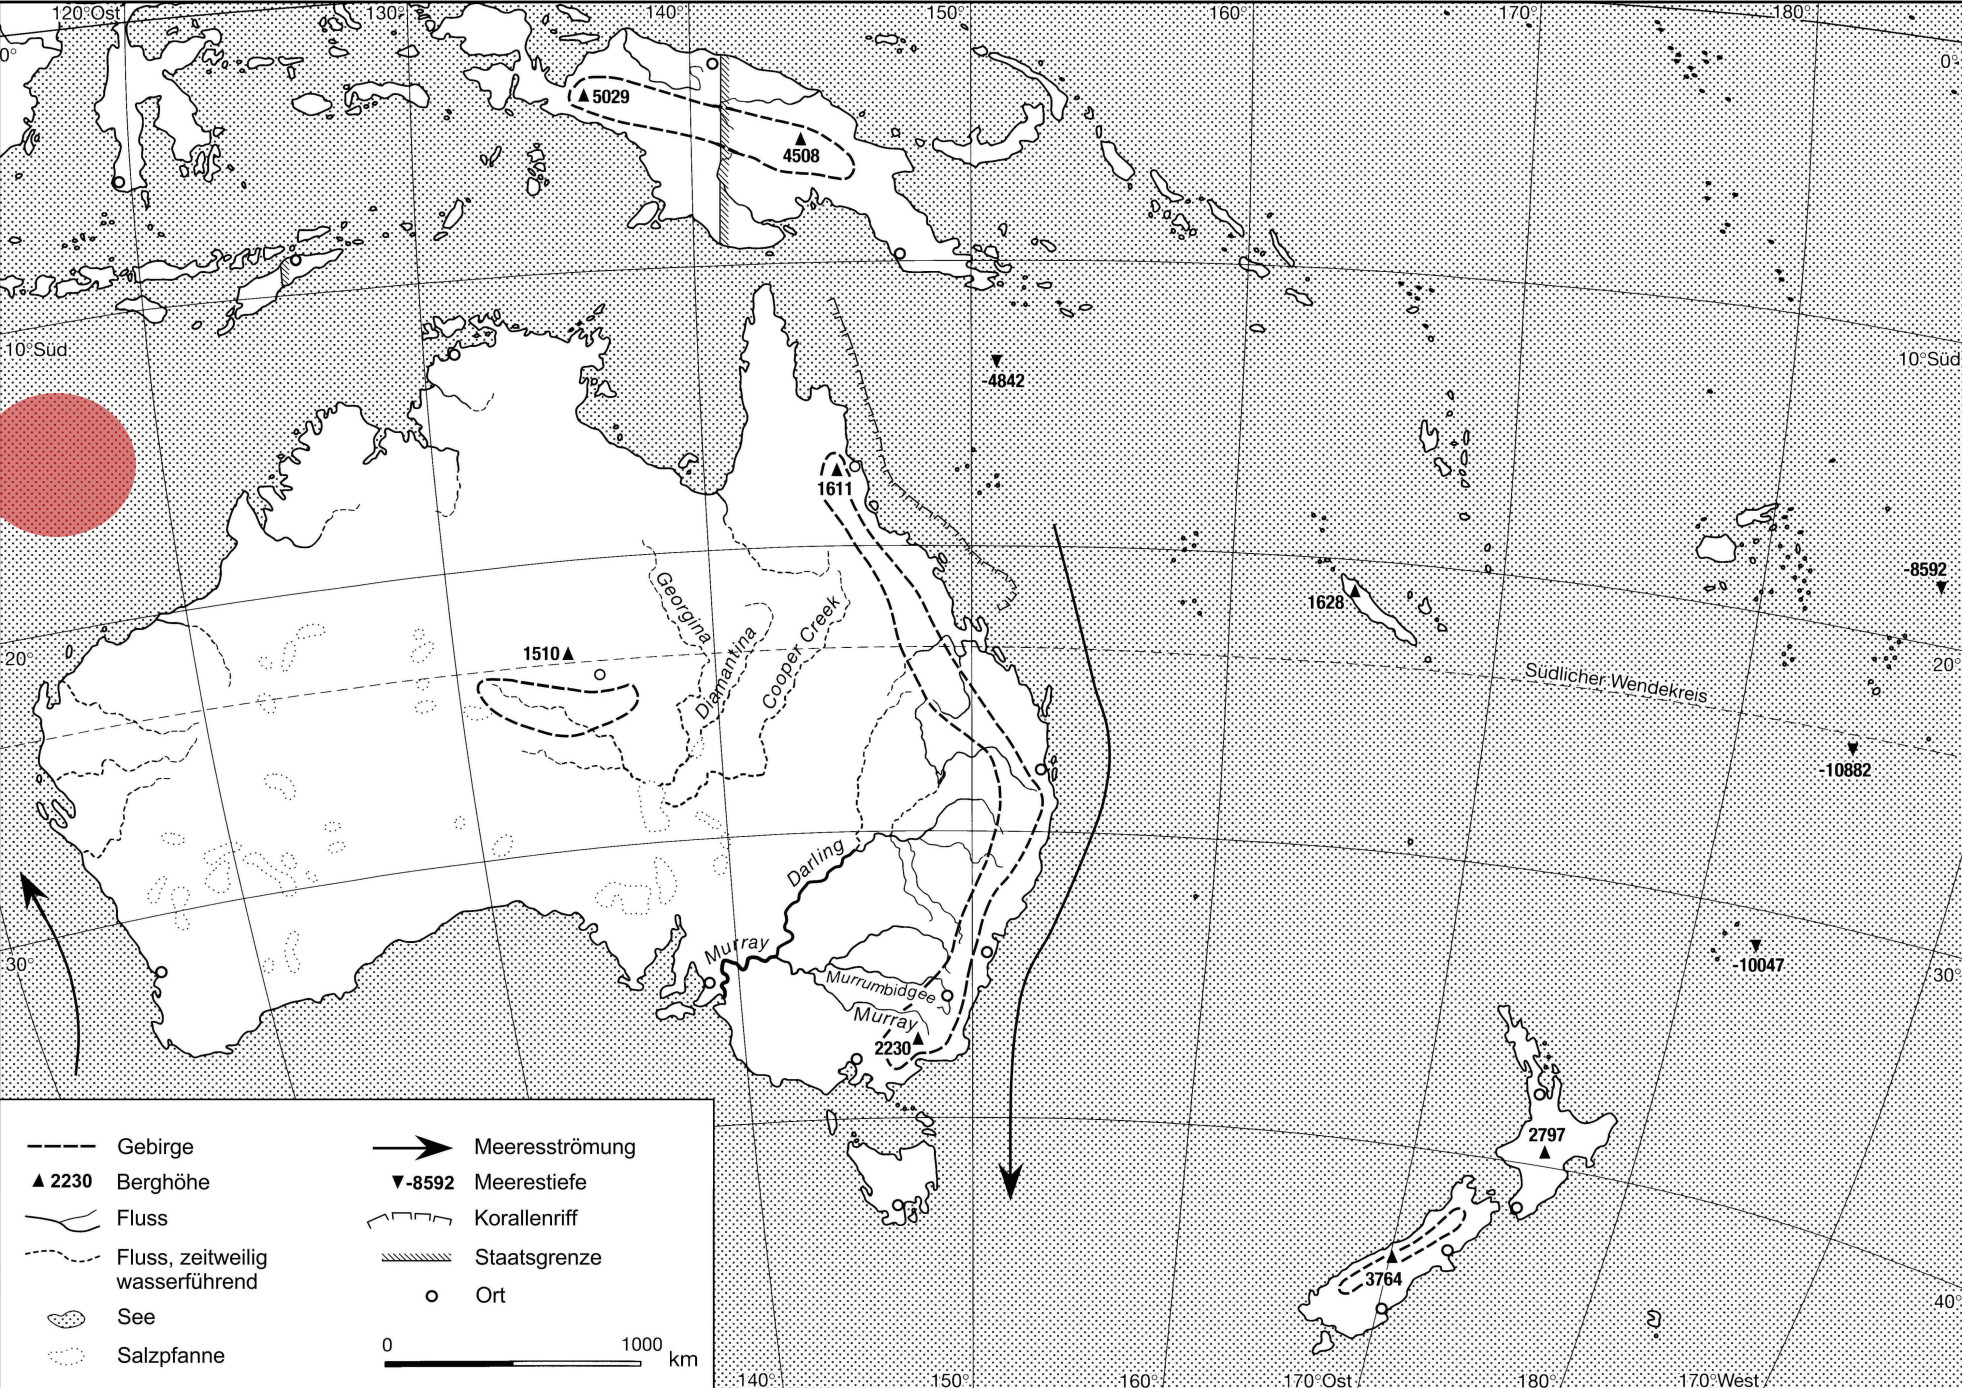 120°Ost
130°
140°
150°
160°
170°
180°
0°
0°
5029
4508
10°Süd
-4842
10°Süd
1611
-8592
1628
Georgina
Diamantina
Cooper Creek
1510
20°
20°
Südlicher Wendekreis
-10882
Darling
Murray
30°
-10047
30°
Murrumbidgee
Murray
2230
2797
3764
40°
Gebirge
2230 Berghöhe
Fluss
Fluss, zeitweilig
wasserführend
See
Salzpfanne
Meeresströmung
-8592 Meerestiefe
Korallenriff
Staatsgrenze
Ort
0 1000 km
140°
150°
160°
170°Ost
180°
170°West